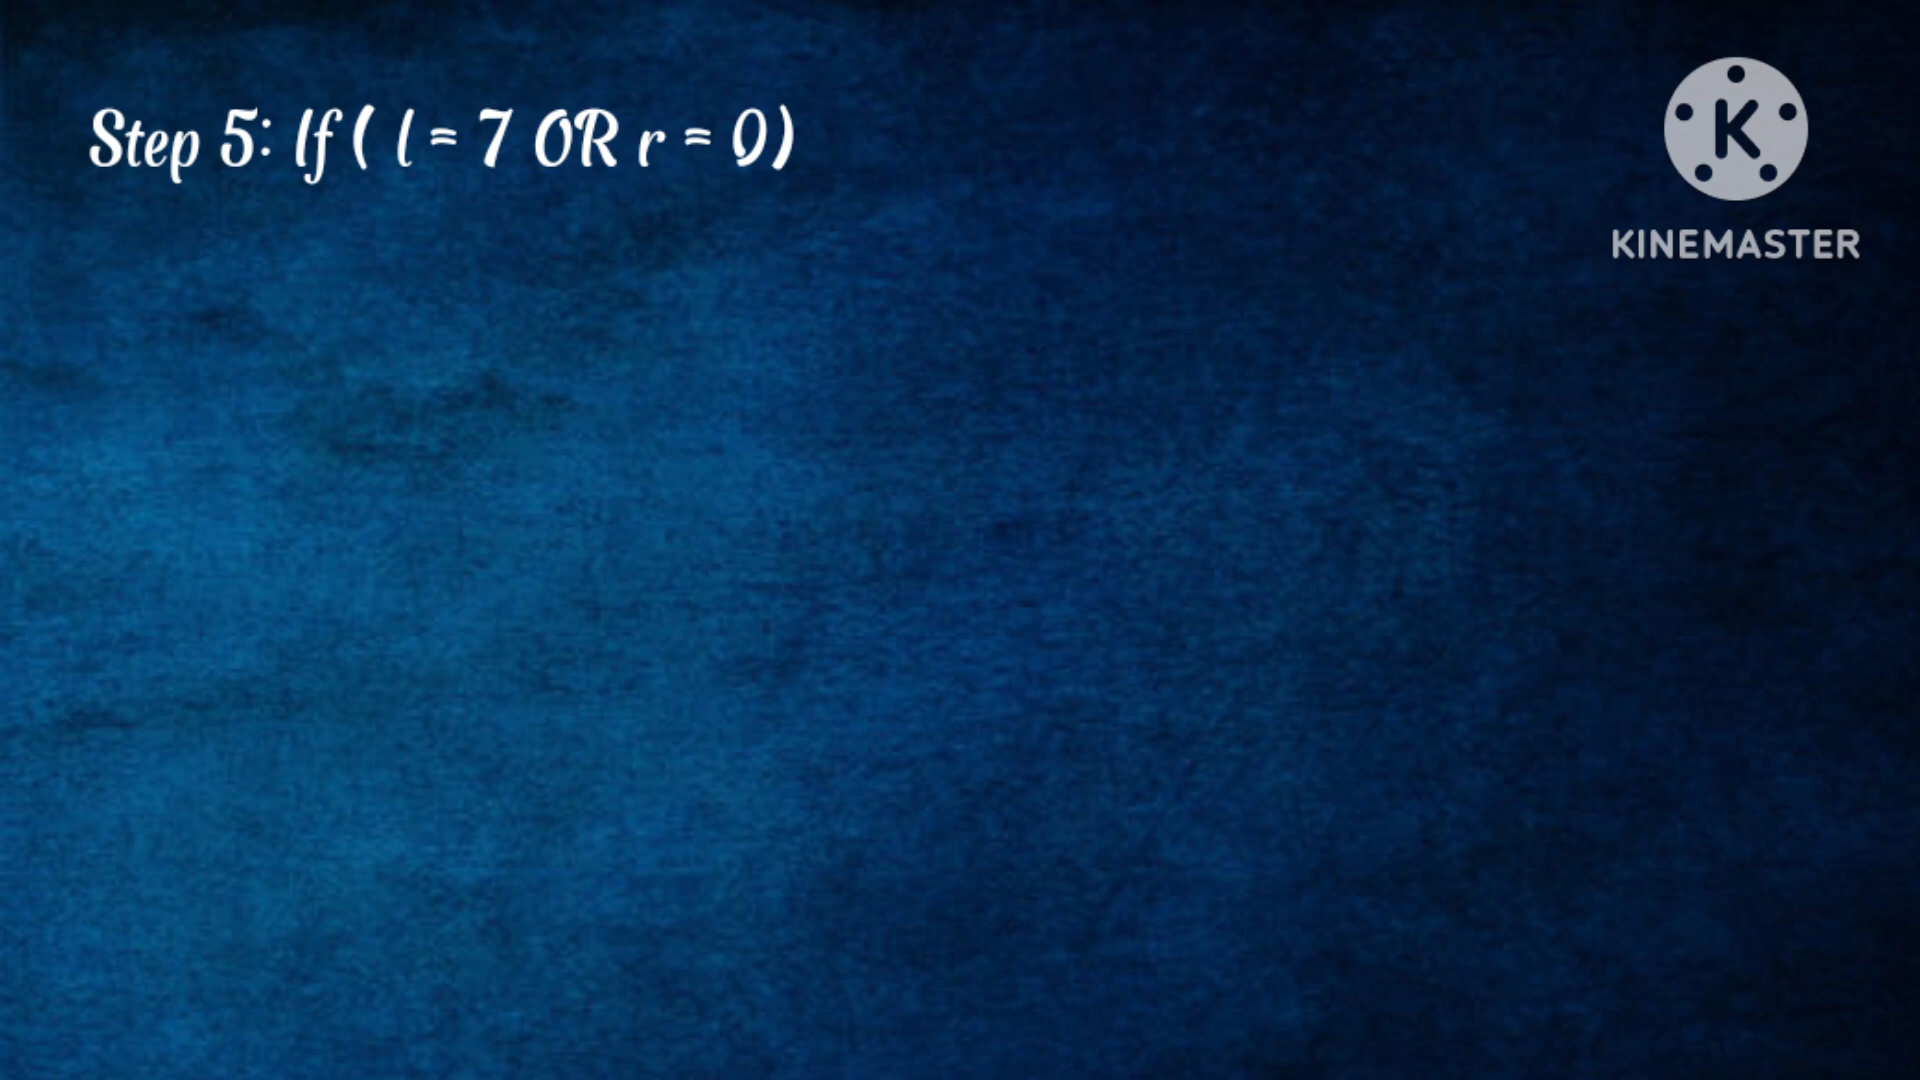 Step 5: If ( l = 7 OR r = 0)
K
KINEMASTER